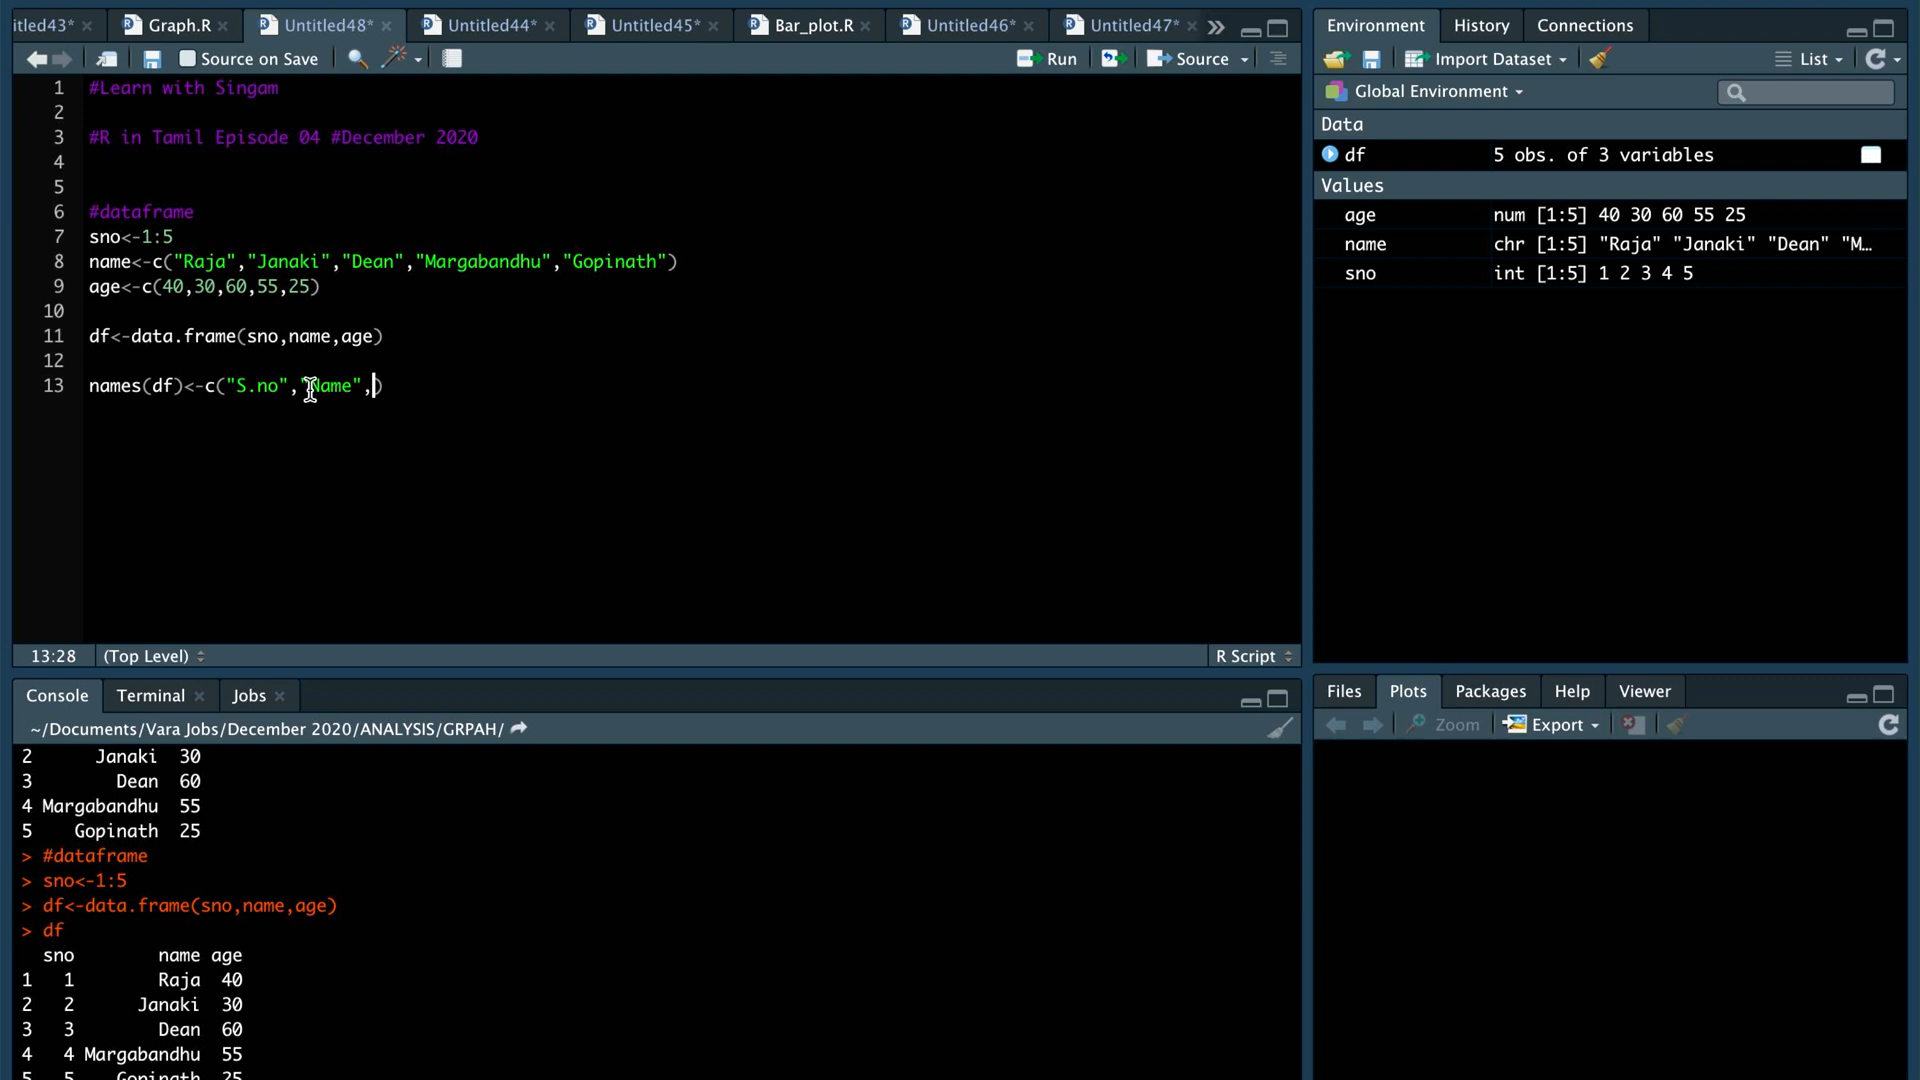 itled43* × Graph.R × Untitled48* × Untitled44* × Untitled45* × Bar_plot.R × Untitled46* × Untitled47* × »
Source on Save Run Source
1 #Learn with Singam
2
3 #R in Tamil Episode 04 #December 2020
4
5
6 #dataframe
7 sno<-1:5
8 name<-c("Raja","Janaki","Dean","Margabandhu","Gopinath")
9 age<-c(40,30,60,55,25)
10
11 df<-data.frame(sno,name,age)
12
13 names(df)<-c("S.no","Name",)
13:28 (Top Level) R Script
Console Terminal × Jobs ×
~/Documents/Vara Jobs/December 2020/ANALYSIS/GRPAH/
2 Janaki 30
3 Dean 60
4 Margabandhu 55
5 Gopinath 25
> #dataframe
> sno<-1:5
> df<-data.frame(sno,name,age)
> df
sno name age
1 1 Raja 40
2 2 Janaki 30
3 3 Dean 60
4 4 Margabandhu 55
5 5 Gopinath 25
Environment History Connections
Import Dataset List
Global Environment
Data
df 5 obs. of 3 variables
Values
age num [1:5] 40 30 60 55 25
name chr [1:5] "Raja" "Janaki" "Dean" "M…
sno int [1:5] 1 2 3 4 5
Files Plots Packages Help Viewer
Zoom Export